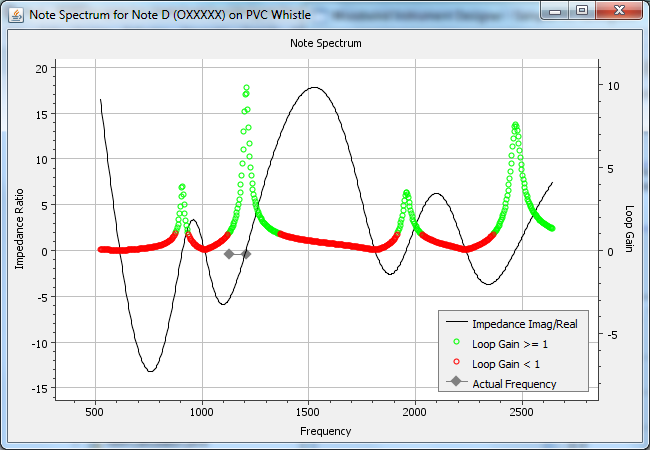 Note Spectrum for Note D (OXXXXX) on PVC Whistle
Note Spectrum
20
15
10
5
0
-5
-10
-15
Impedance Ratio
10
5
0
-5
Loop Gain
Impedance Imag/Real
Loop Gain >= 1
Loop Gain < 1
Actual Frequency
500
1000
1500
2000
2500
Frequency